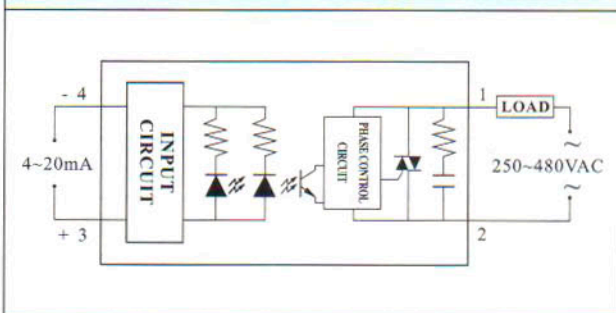 - 4
4~20mA
+ 3
INPUT CIRCUIT
PHASE CONTROL
CIRCUIT
1
LOAD
~
250~480VAC
~
2